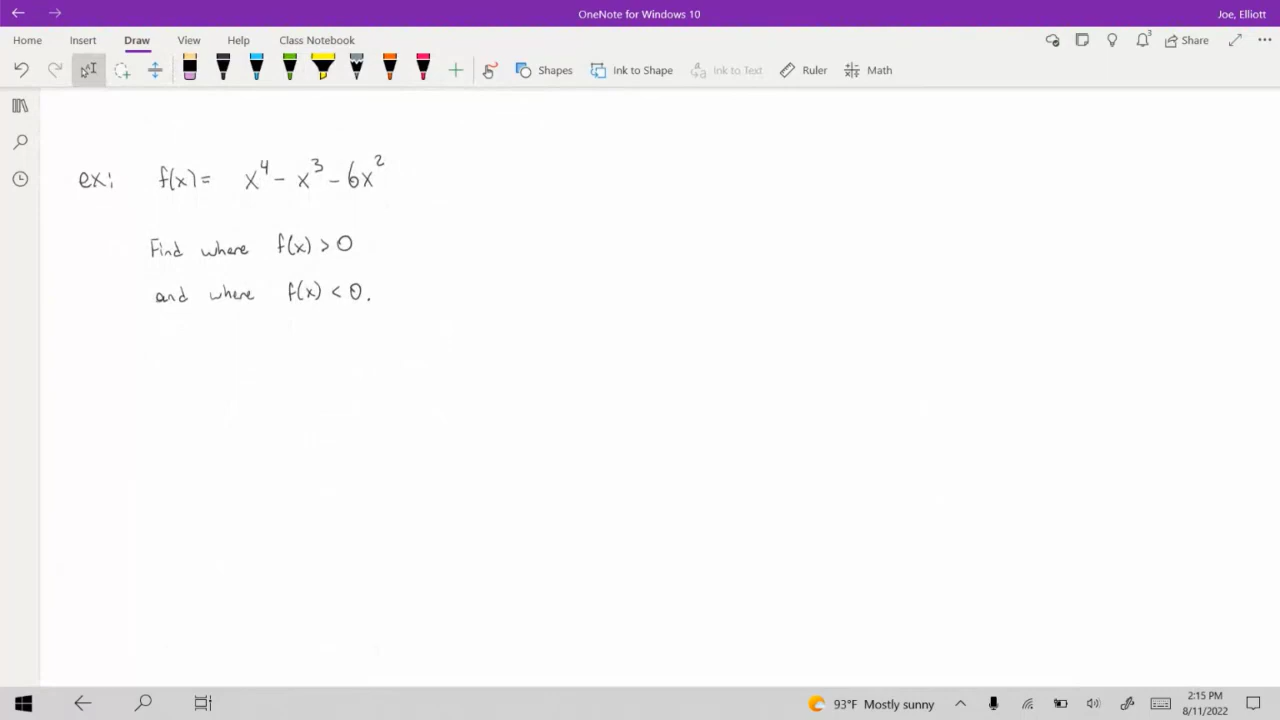 OneNote for Windows 10
Joe, Elliott
Home Insert Draw View Help Class Notebook
3 Share
Shapes Ink to Shape Ink to Text Ruler Math
ex: f(x) = x⁴ - x³ - 6x²
Find where f(x) > 0
and where f(x) < 0.
93°F Mostly sunny
2:15 PM
8/11/2022